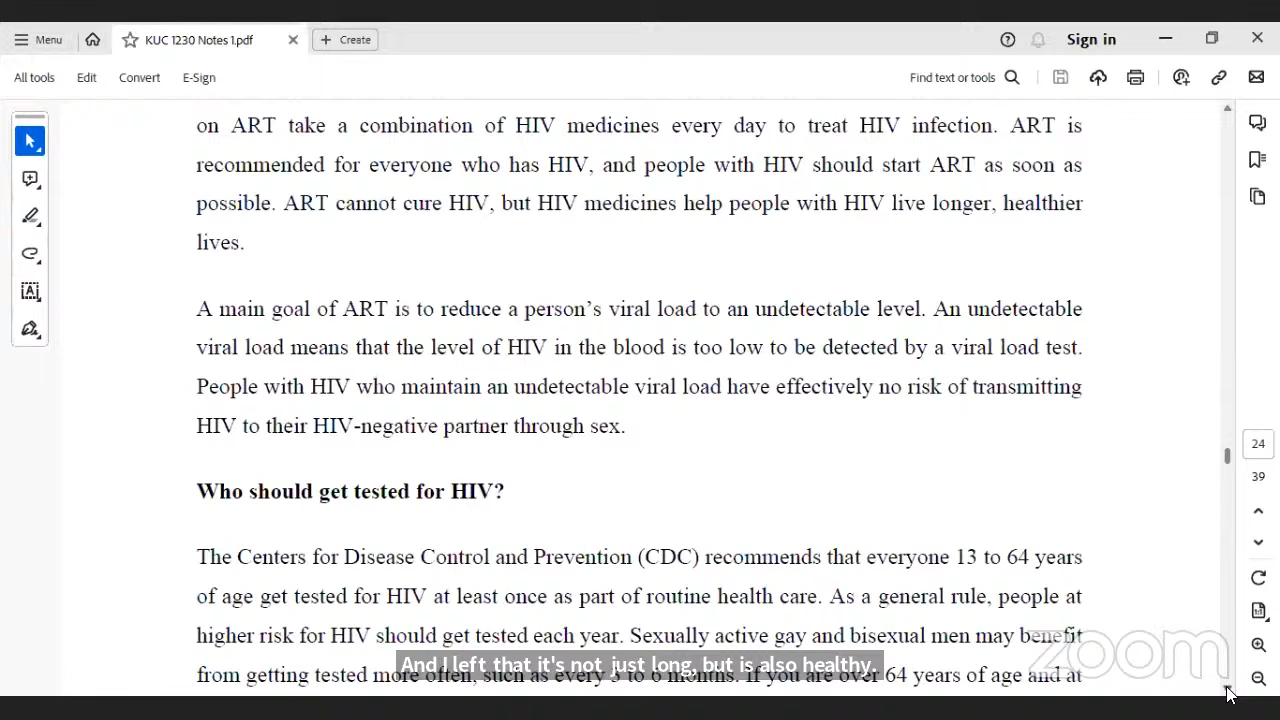 Menu
KUC 1230 Notes 1.pdf
Create
Sign in
All tools
Edit
Convert
E-Sign
Find text or tools
on ART take a combination of HIV medicines every day to treat HIV infection. ART is
recommended for everyone who has HIV, and people with HIV should start ART as soon as
possible. ART cannot cure HIV, but HIV medicines help people with HIV live longer, healthier
lives.
A main goal of ART is to reduce a person’s viral load to an undetectable level. An undetectable
viral load means that the level of HIV in the blood is too low to be detected by a viral load test.
People with HIV who maintain an undetectable viral load have effectively no risk of transmitting
HIV to their HIV-negative partner through sex.
Who should get tested for HIV?
The Centers for Disease Control and Prevention (CDC) recommends that everyone 13 to 64 years
of age get tested for HIV at least once as part of routine health care. As a general rule, people at
higher risk for HIV should get tested each year. Sexually active gay and bisexual men may benefit
from getting tested more often, such as every 3 to 6 months. If you are over 64 years of age and at
And I left that it's not just long, but is also healthy.
zoom
24
39